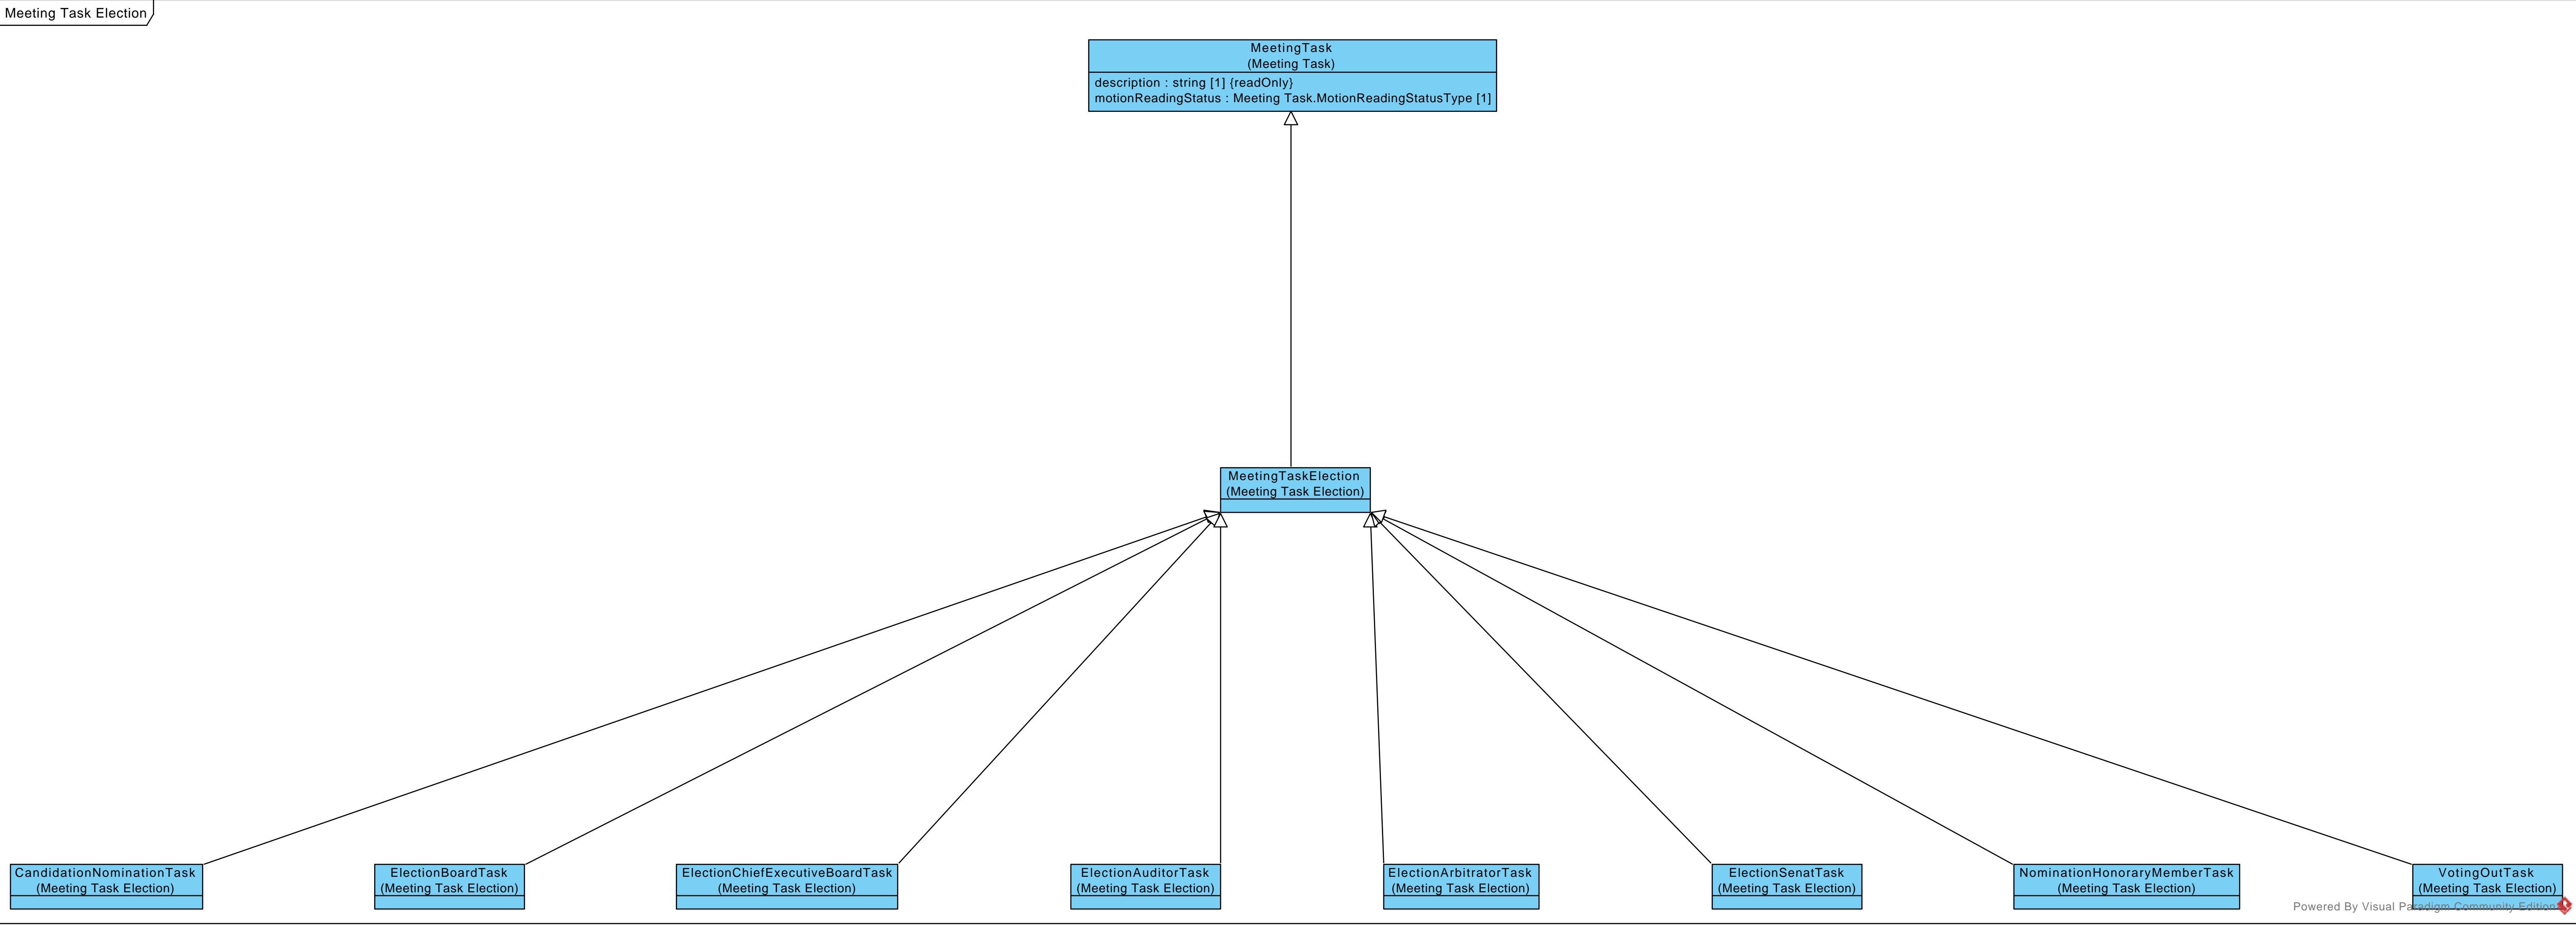 Meeting Task Election
MeetingTask
(Meeting Task)
description : string [1] {readOnly}
motionReadingStatus : Meeting Task.MotionReadingStatusType [1]
MeetingTaskElection
(Meeting Task Election)
CandidationNominationTask
(Meeting Task Election)
ElectionBoardTask
(Meeting Task Election)
ElectionChiefExecutiveBoardTask
(Meeting Task Election)
ElectionAuditorTask
(Meeting Task Election)
ElectionArbitratorTask
(Meeting Task Election)
ElectionSenatTask
(Meeting Task Election)
NominationHonoraryMemberTask
(Meeting Task Election)
VotingOutTask
(Meeting Task Election)
Powered By Visual Paradigm Community Edition